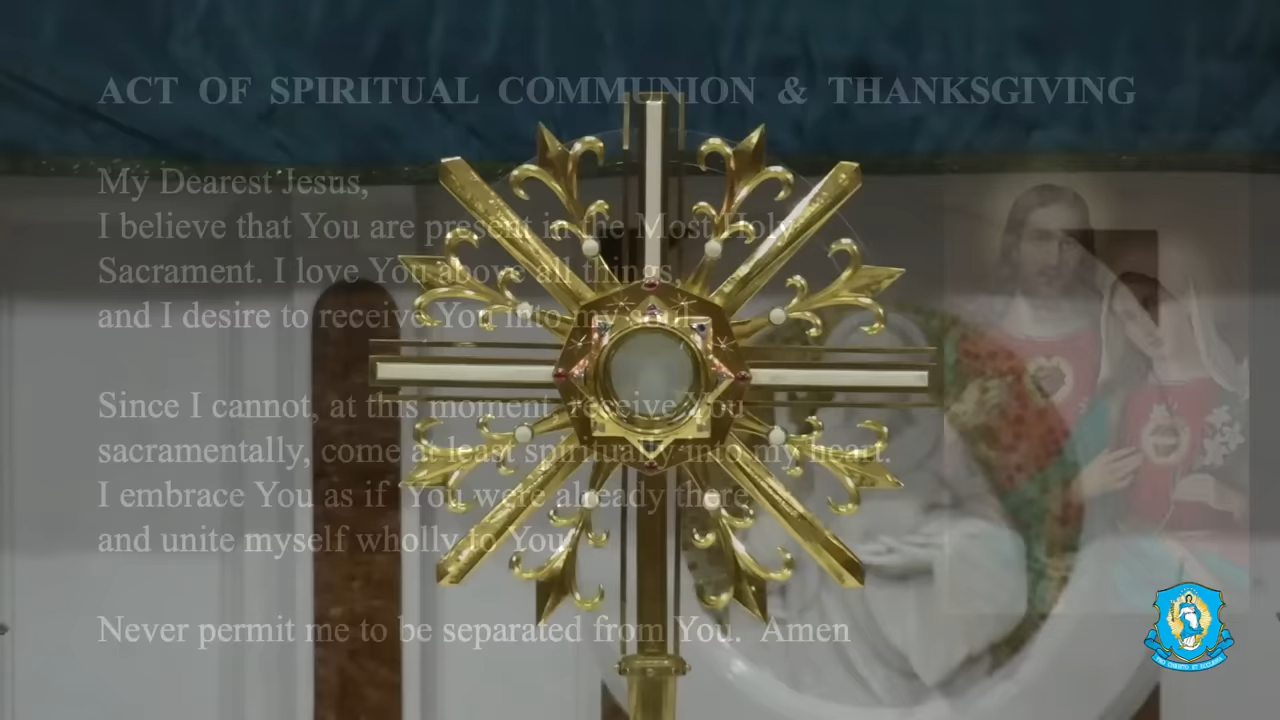 ACT OF SPIRITUAL COMMUNION & THANKSGIVING
My Dearest Jesus,
I believe that You are present in the Most Holy
Sacrament. I love You above all things,
and I desire to receive You into my soul.
Since I cannot, at this moment, receive You
sacramentally, come at least spiritually into my heart.
I embrace You as if You were already there,
and unite myself wholly to You.
Never permit me to be separated from You. Amen